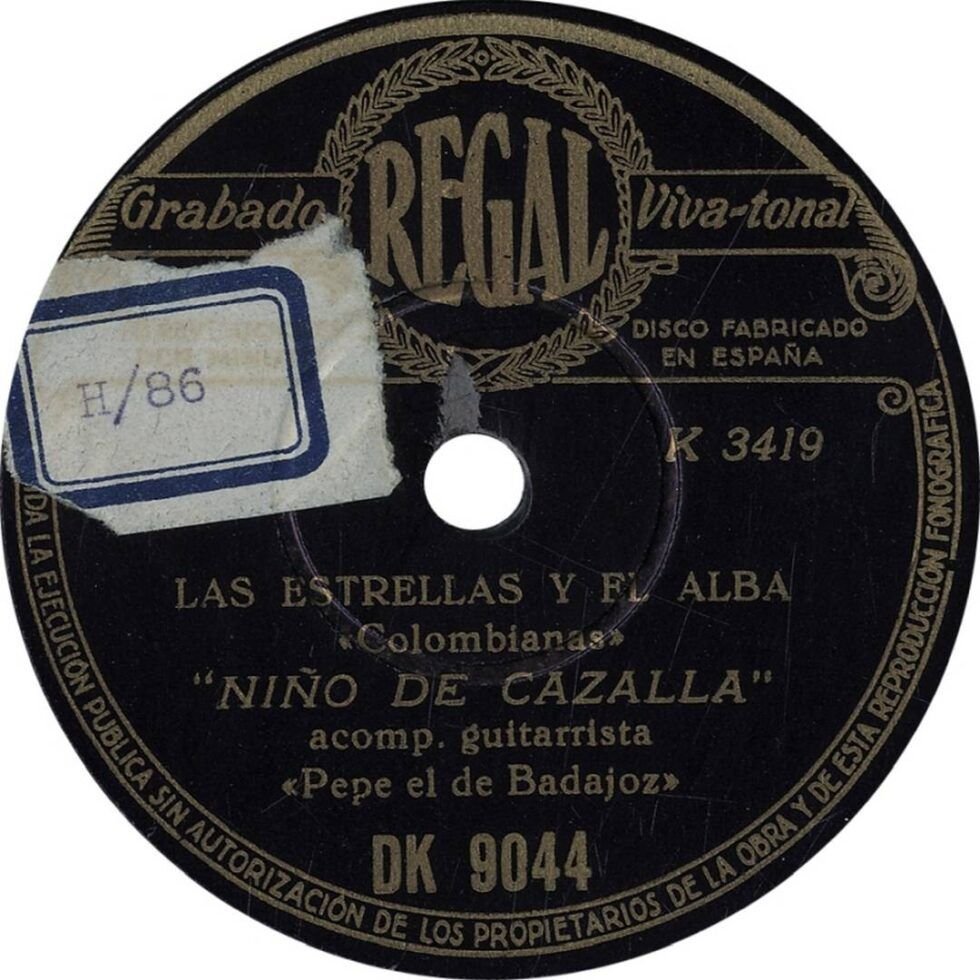 REGAL
Grabado Viva-tonal
DISCO FABRICADO
EN ESPAÑA
H/86
K 3419
LAS ESTRELLAS Y EL ALBA
«Colombianas»
"NIÑO DE CAZALLA"
acomp. guitarrista
«Pepe el de Badajoz»
DK 9044
DA LA EJECUCION PUBLICA SIN AUTORIZACIÓN DE LOS PROPIETARIOS DE LA OBRA Y DE ESTA REPRODUCCIÓN FONOGRAFICA